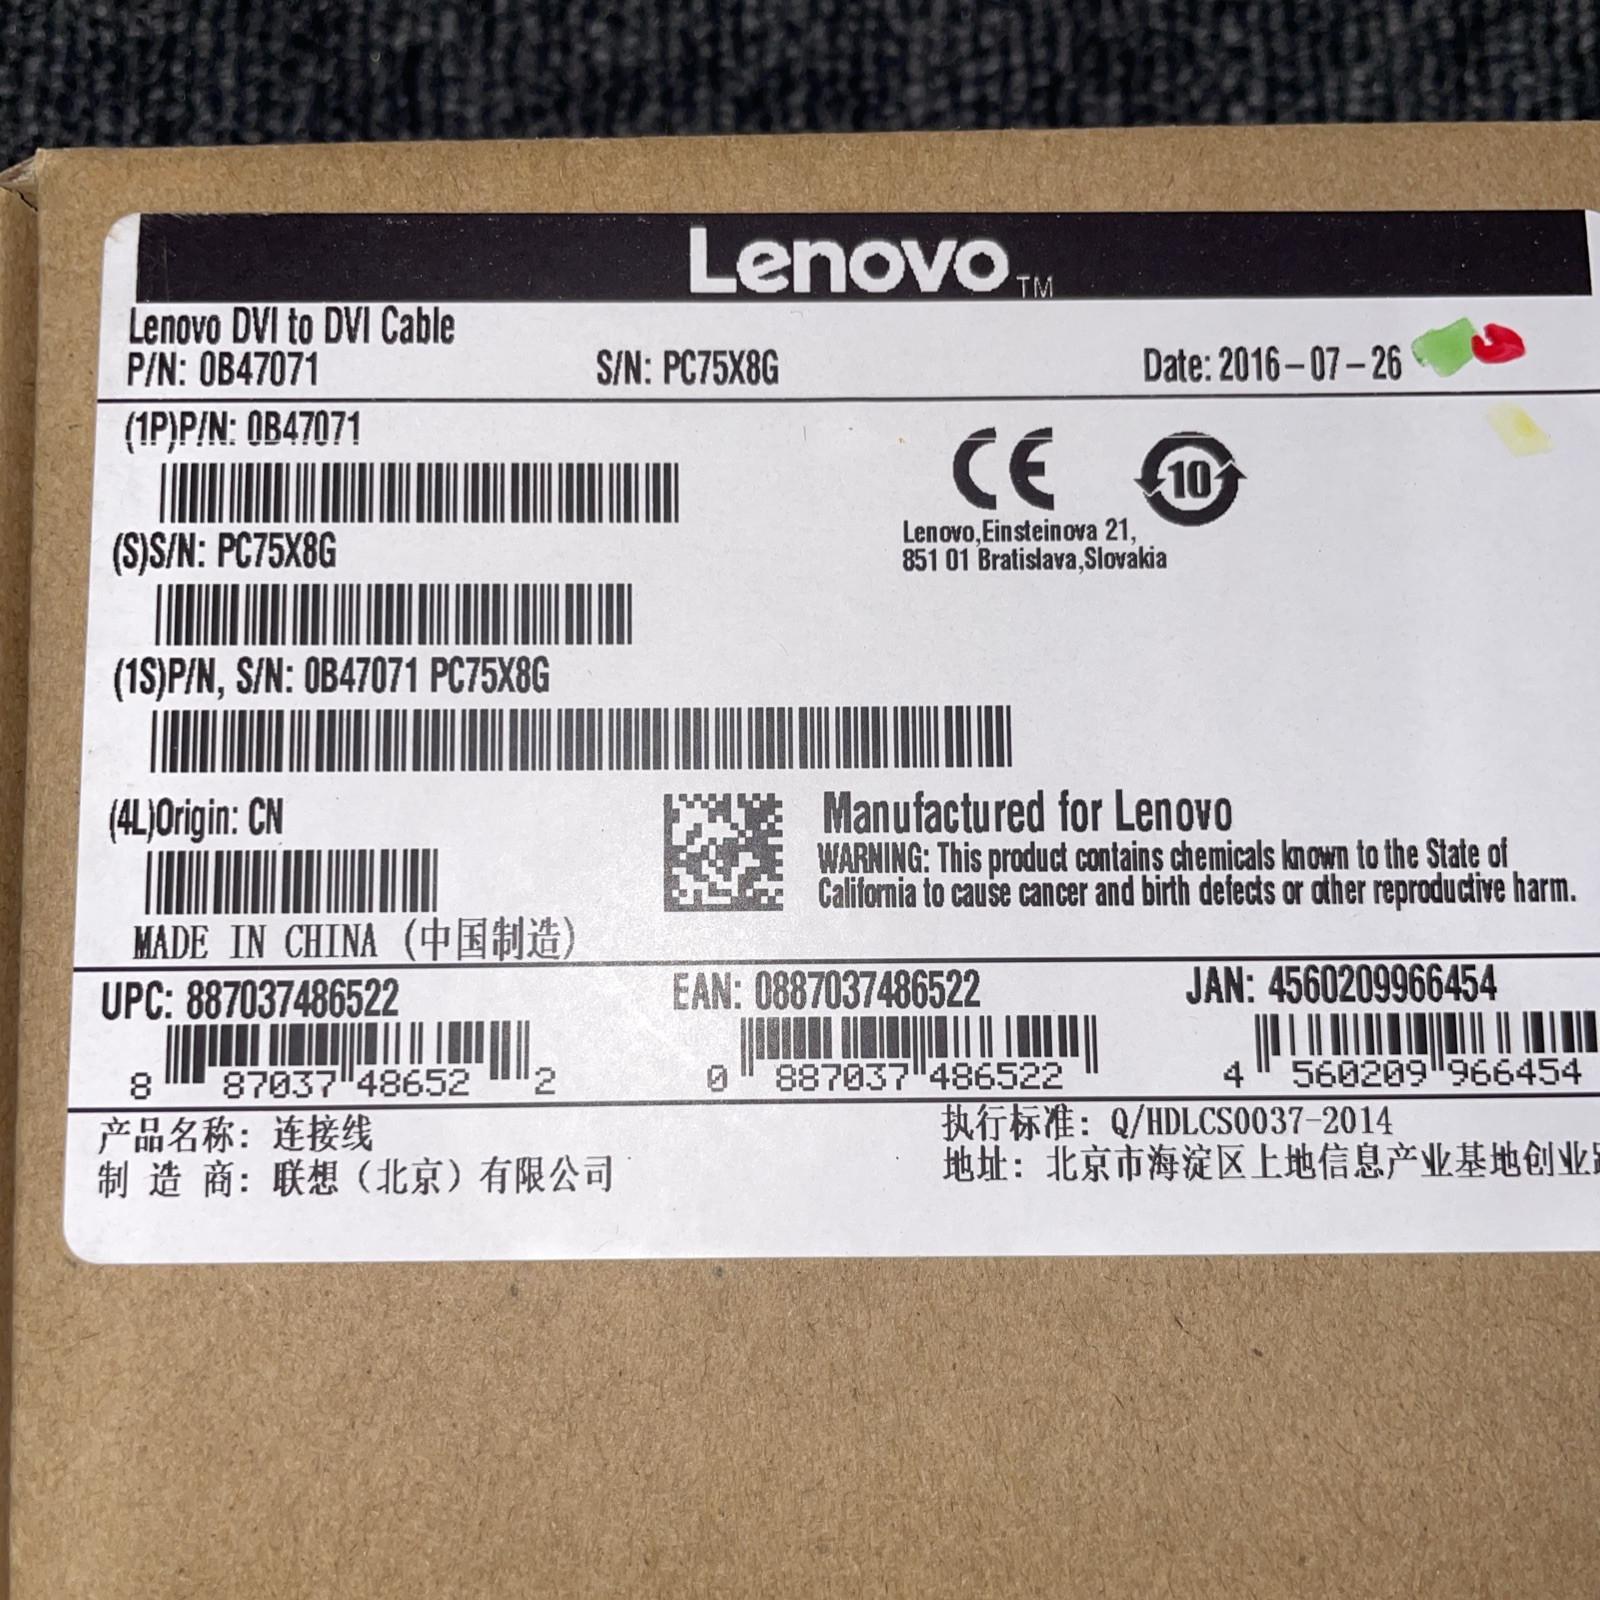 Lenovo™
Lenovo DVI to DVI Cable
P/N: 0B47071 S/N: PC75X8G Date: 2016-07-26
(1P)P/N: 0B47071
CE 10
Lenovo,Einsteinova 21,
851 01 Bratislava,Slovakia
(S)S/N: PC75X8G
(1S)P/N, S/N: 0B47071 PC75X8G
(4L)Origin: CN
MADE IN CHINA (中国制造)
Manufactured for Lenovo
WARNING: This product contains chemicals known to the State of
California to cause cancer and birth defects or other reproductive harm.
UPC: 887037486522 EAN: 0887037486522 JAN: 4560209966454
8 87037 48652 2 0 887037 486522 4 560209 966454
产品名称: 连接线
制 造 商: 联想（北京）有限公司
执行标准: Q/HDLCS0037-2014
地址: 北京市海淀区上地信息产业基地创业